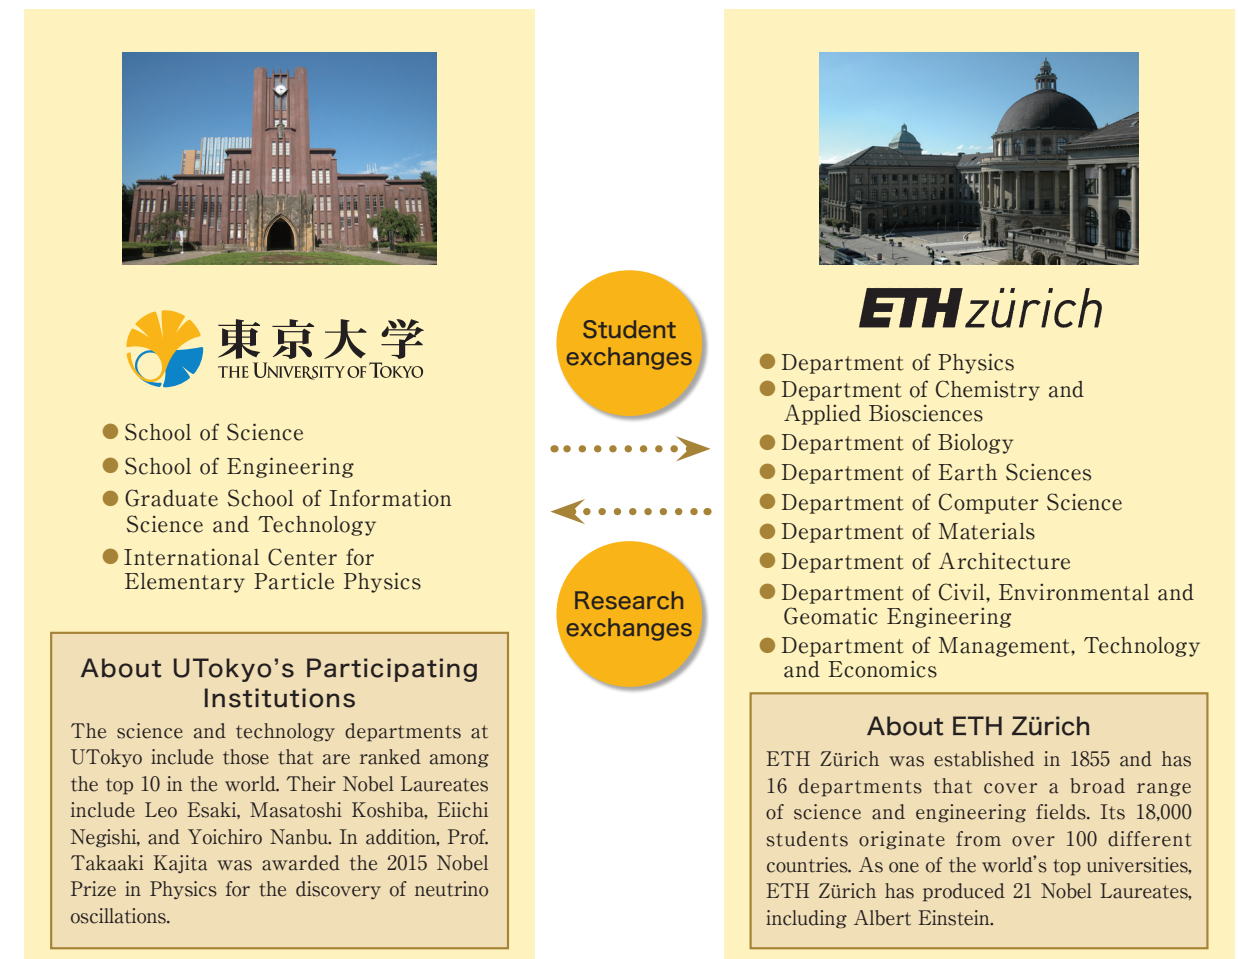 東京大学
THE UNIVERSITY OF TOKYO
● School of Science
● School of Engineering
● Graduate School of Information
Science and Technology
● International Center for
Elementary Particle Physics
About UTokyo's Participating
Institutions
The science and technology departments at
UTokyo include those that are ranked among
the top 10 in the world. Their Nobel Laureates
include Leo Esaki, Masatoshi Koshiba, Eiichi
Negishi, and Yoichiro Nanbu. In addition, Prof.
Takaaki Kajita was awarded the 2015 Nobel
Prize in Physics for the discovery of neutrino
oscillations.
Student
exchanges
Research
exchanges
ETH zürich
● Department of Physics
● Department of Chemistry and
Applied Biosciences
● Department of Biology
● Department of Earth Sciences
● Department of Computer Science
● Department of Materials
● Department of Architecture
● Department of Civil, Environmental and
Geomatic Engineering
● Department of Management, Technology
and Economics
About ETH Zürich
ETH Zürich was established in 1855 and has
16 departments that cover a broad range
of science and engineering fields. Its 18,000
students originate from over 100 different
countries. As one of the world's top universities,
ETH Zürich has produced 21 Nobel Laureates,
including Albert Einstein.